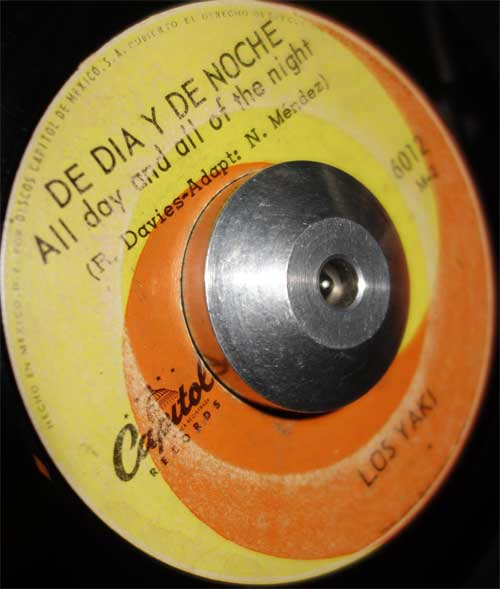 DE DIA Y DE NOCHE
All day and all of the night
(R. Davies-Adapt: N. Méndez)
6012
Capitol
RECORDS
LOS YAKI
HECHO EN MEXICO, D.F. POR DISCOS CAPITOL DE MEXICO, S. A. CUBIERTO EL DERECHO DE